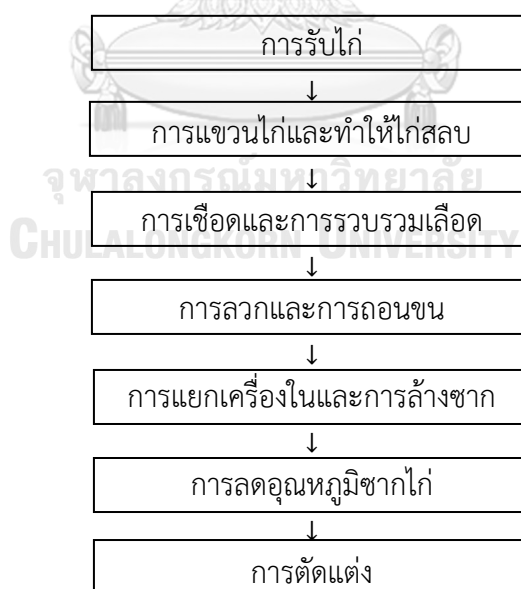 การรับไก่
↓
การแขวนไก่และทำให้ไก่สลบ
↓
จุฬาลงกรณ์มหาวิทยาลัย
การเชือดและการรวบรวมเลือด
CHULALONGKORN UNIVERSITY
↓
การลวกและการถอนขน
↓
การแยกเครื่องในและการล้างซาก
↓
การลดอุณหภูมิซากไก่
↓
การตัดแต่ง